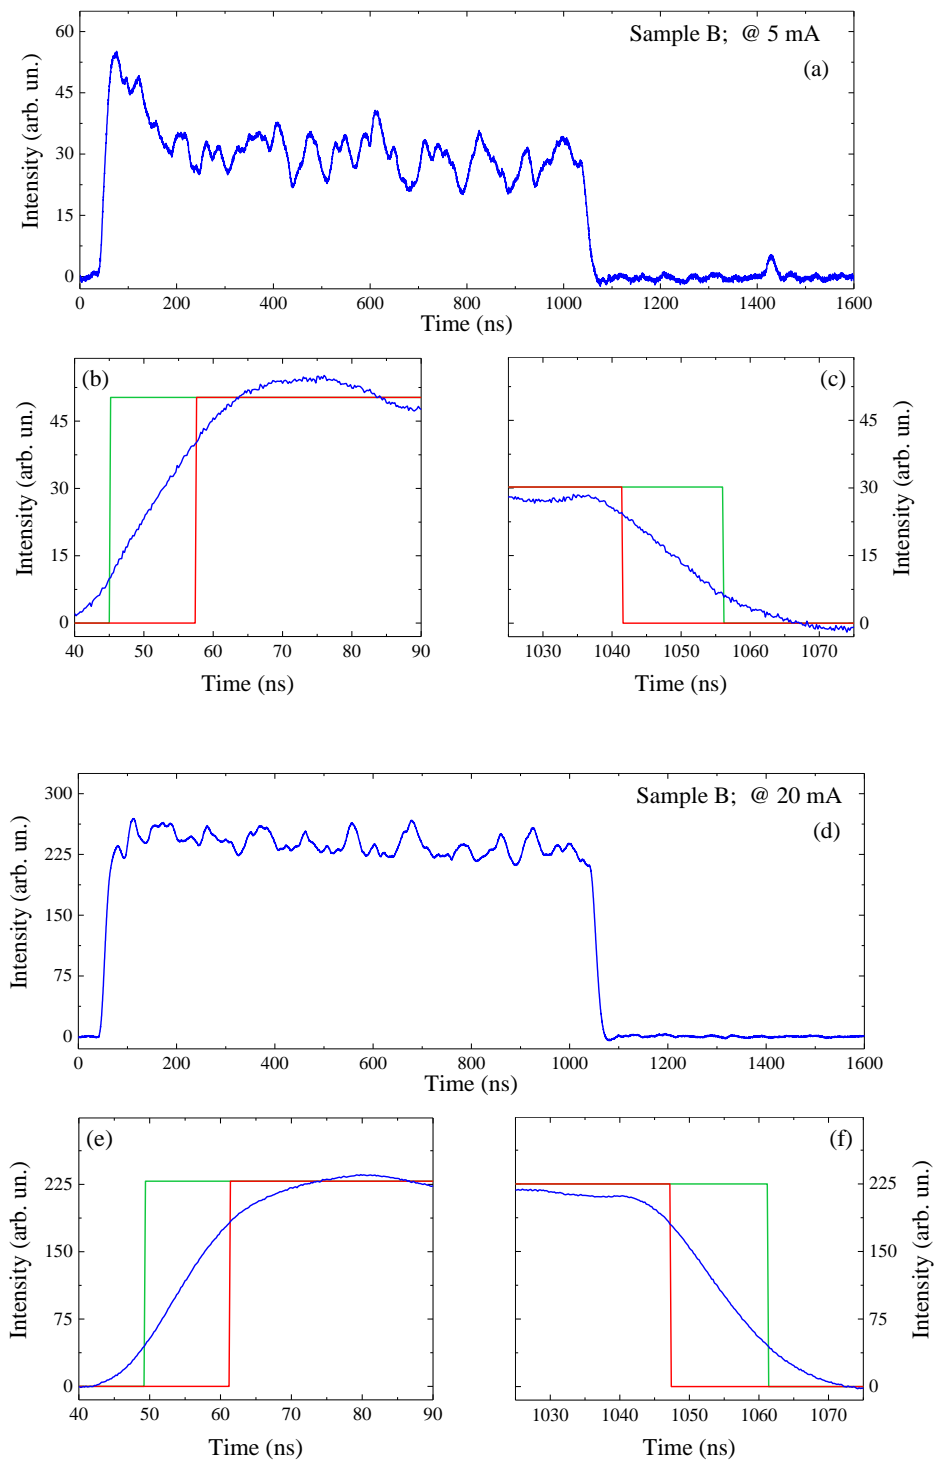 Sample B; @ 5 mA
(a)
Intensity (arb. un.)
60
45
30
15
0
0 200 400 600 800 1000 1200 1400 1600
Time (ns)
(b)
Intensity (arb. un.)
45
30
15
0
40 50 60 70 80 90
Time (ns)
(c)
Intensity (arb. un.)
45
30
15
0
1030 1040 1050 1060 1070
Time (ns)
Sample B; @ 20 mA
(d)
Intensity (arb. un.)
300
225
150
75
0
0 200 400 600 800 1000 1200 1400 1600
Time (ns)
(e)
Intensity (arb. un.)
225
150
75
0
40 50 60 70 80 90
Time (ns)
(f)
Intensity (arb. un.)
225
150
75
0
1030 1040 1050 1060 1070
Time (ns)